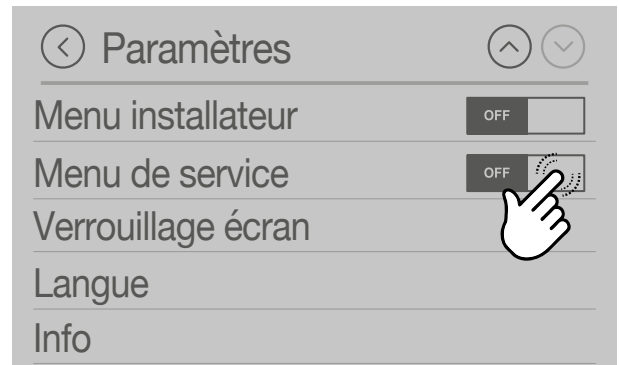 Paramètres
Menu installateur OFF
Menu de service OFF
Verrouillage écran
Langue
Info